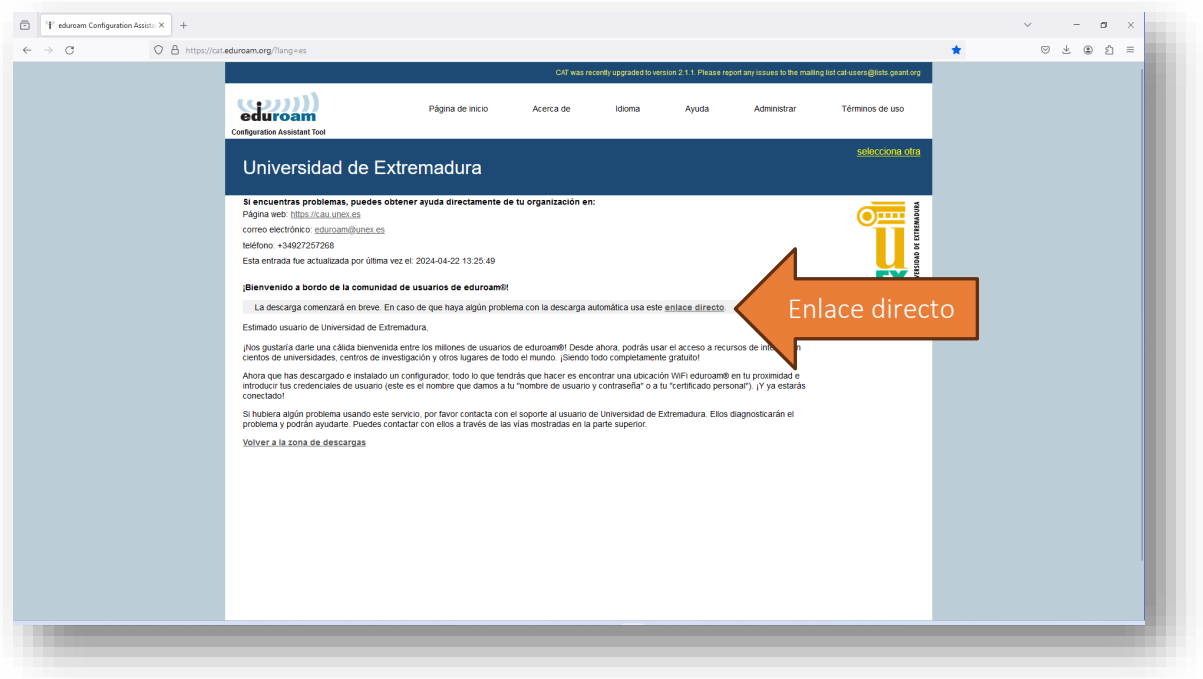 eduroam Configuration Assista
https://cat.eduroam.org/?lang=es
CAT was recently upgraded to version 2.1.1. Please report any issues to the mailing list cat-users@lists.geant.org
eduroam
Configuration Assistant Tool
Página de inicio Acerca de Idioma Ayuda Administrar Términos de uso
selecciona otra
Universidad de Extremadura
Si encuentras problemas, puedes obtener ayuda directamente de tu organización en:
Página web: https://cau.unex.es
correo electrónico: eduroam@unex.es
teléfono: +34927257268
Esta entrada fue actualizada por última vez el: 2024-04-22 13:25:49
¡Bienvenido a bordo de la comunidad de usuarios de eduroam®!
La descarga comenzará en breve. En caso de que haya algún problema con la descarga automática usa este enlace directo.
Enlace directo
Estimado usuario de Universidad de Extremadura,
¡Nos gustaría darle una cálida bienvenida entre los millones de usuarios de eduroam®! Desde ahora, podrás usar el acceso a recursos de
cientos de universidades, centros de investigación y otros lugares de todo el mundo. ¡Siendo todo completamente gratuito!
Ahora que has descargado e instalado un configurador, todo lo que tendrás que hacer es encontrar una ubicación WiFi eduroam® en tu proximidad e
introducir tus credenciales de usuario (este es el nombre que damos a tu "nombre de usuario y contraseña" o a tu "certificado personal"). ¡Y ya estarás
conectado!
Si hubiera algún problema usando este servicio, por favor contacta con el soporte al usuario de Universidad de Extremadura. Ellos diagnosticarán el
problema y podrán ayudarte. Puedes contactar con ellos a través de las vías mostradas en la parte superior.
Volver a la zona de descargas